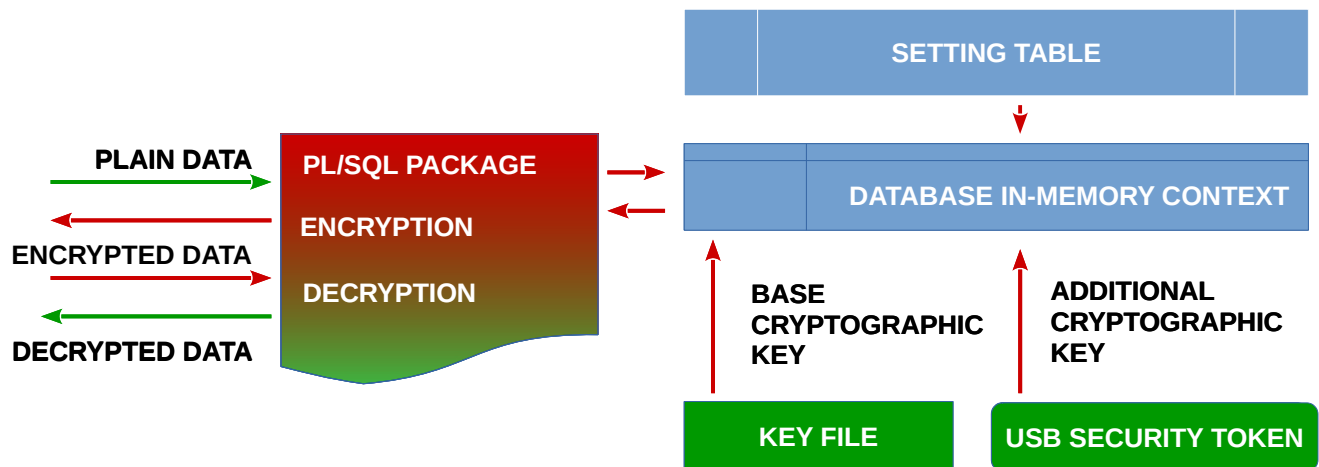 SETTING TABLE
PLAIN DATA
PL/SQL PACKAGE
DATABASE IN-MEMORY CONTEXT
ENCRYPTION
ENCRYPTED DATA
DECRYPTION
DECRYPTED DATA
BASE
CRYPTOGRAPHIC
KEY
ADDITIONAL
CRYPTOGRAPHIC
KEY
KEY FILE
USB SECURITY TOKEN